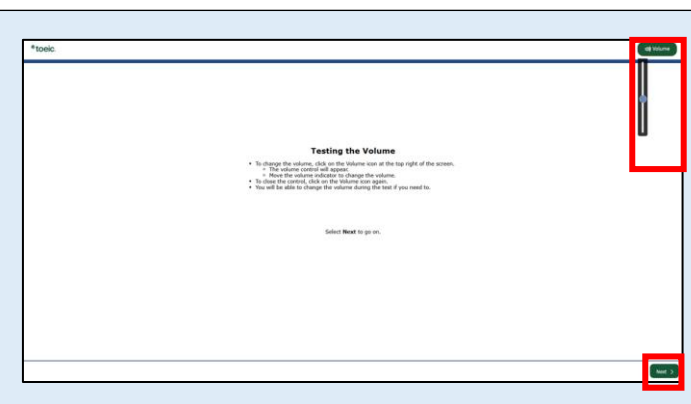 *toeic.
Volume
Testing the Volume
• To change the volume, click on the Volume icon at the top right of the screen.
◦ The volume control will appear.
◦ Move the volume indicator to change the volume.
• To close the control, click on the Volume icon again.
• You will be able to change the volume during the test if you need to.
Select Next to go on.
Next >